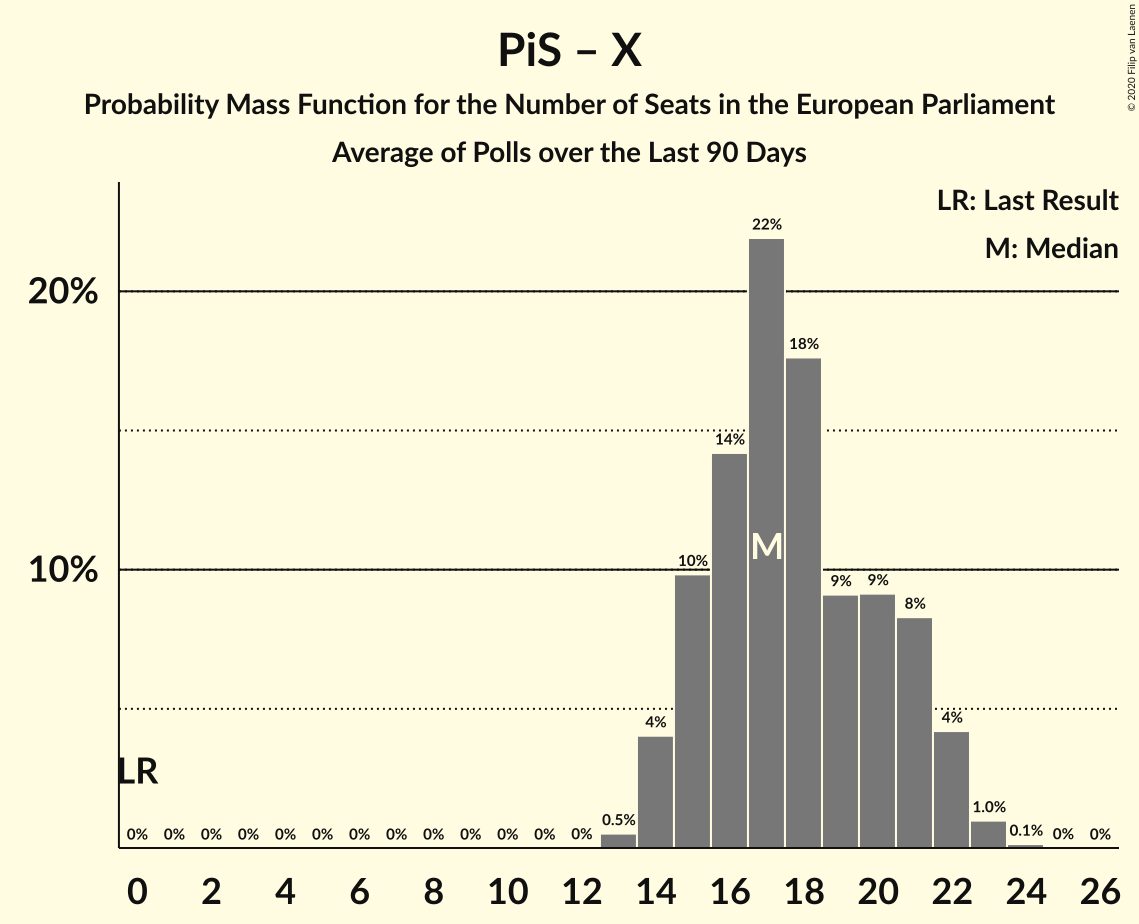 PiS – X
Probability Mass Function for the Number of Seats in the European Parliament
Average of Polls over the Last 90 Days
© 2020 Filip van Laenen
LR: Last Result
M: Median
20%
10%
22%
18%
14%
10%
9%
9%
8%
4%
4%
1.0%
0.5%
0.1%
M
LR
0% 0% 0% 0% 0% 0% 0% 0% 0% 0% 0% 0% 0% 0% 0%
0 2 4 6 8 10 12 14 16 18 20 22 24 26